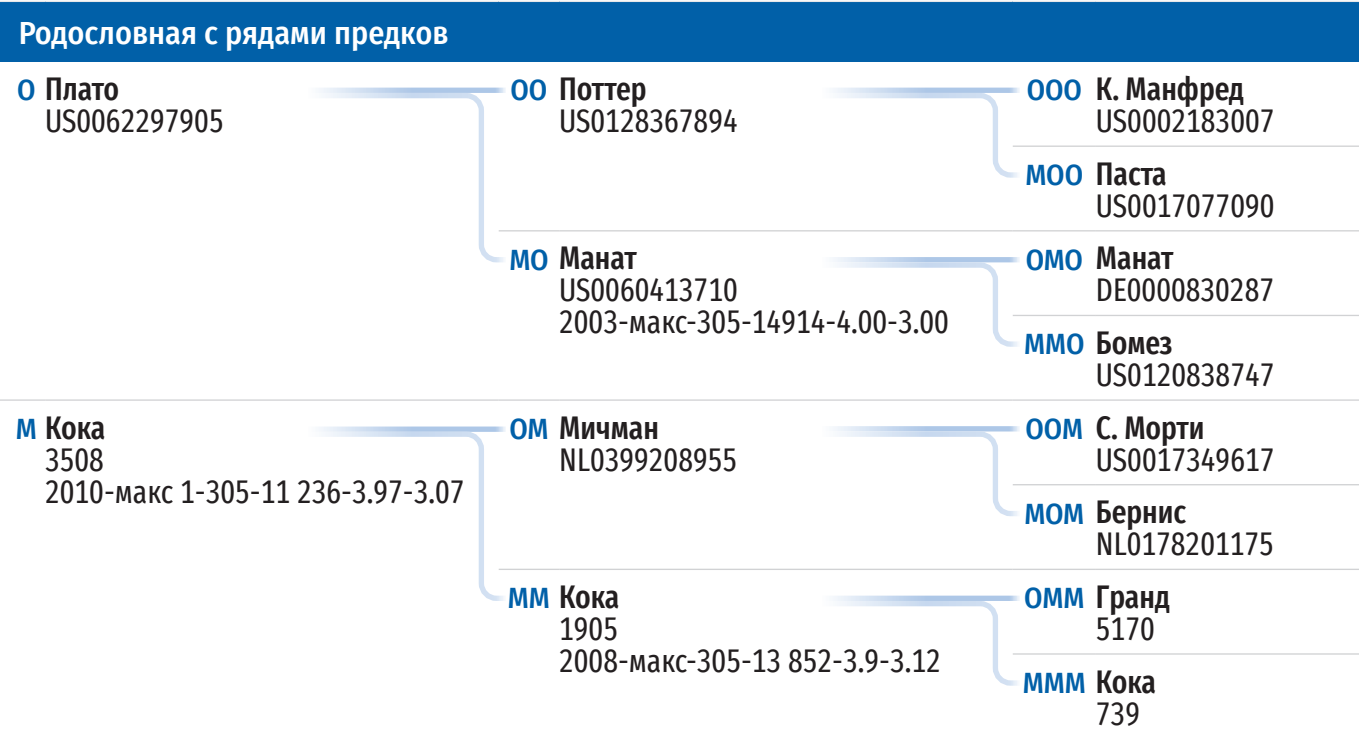 Родословная с рядами предков
О Плато
US0062297905
ОО Поттер
US0128367894
ООО К. Манфред
US0002183007
МОО Паста
US0017077090
МО Манат
US0060413710
2003-макс-305-14914-4.00-3.00
ОМО Манат
DE0000830287
ММО Бомез
US0120838747
М Кока
3508
2010-макс 1-305-11 236-3.97-3.07
ОМ Мичман
NL0399208955
ООМ С. Морти
US0017349617
МОМ Бернис
NL0178201175
ММ Кока
1905
2008-макс-305-13 852-3.9-3.12
ОММ Гранд
5170
МММ Кока
739